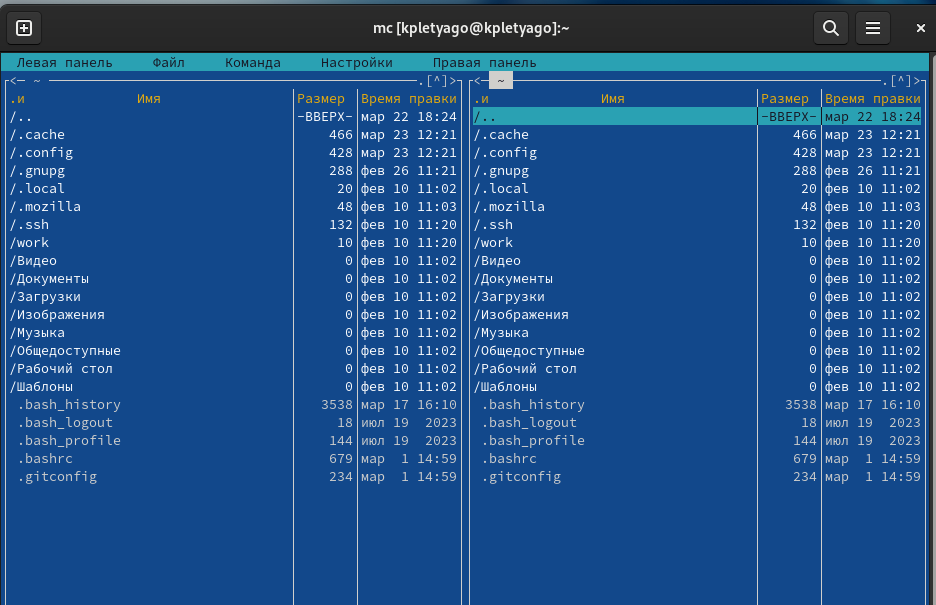 mc [kpletyago@kpletyago]:~
Левая панель Файл Команда Настройки Правая панель
<— ~ .[^]> <— ~ .[^]>
.и Имя Размер Время правки .и Имя Размер Время правки
/.. -ВВЕРХ- мар 22 18:24 /.. -ВВЕРХ- мар 22 18:24
/.cache 466 мар 23 12:21 /.cache 466 мар 23 12:21
/.config 428 мар 23 12:21 /.config 428 мар 23 12:21
/.gnupg 288 фев 26 11:21 /.gnupg 288 фев 26 11:21
/.local 20 фев 10 11:02 /.local 20 фев 10 11:02
/.mozilla 48 фев 10 11:03 /.mozilla 48 фев 10 11:03
/.ssh 132 фев 10 11:20 /.ssh 132 фев 10 11:20
/work 10 фев 10 11:20 /work 10 фев 10 11:20
/Видео 0 фев 10 11:02 /Видео 0 фев 10 11:02
/Документы 0 фев 10 11:02 /Документы 0 фев 10 11:02
/Загрузки 0 фев 10 11:02 /Загрузки 0 фев 10 11:02
/Изображения 0 фев 10 11:02 /Изображения 0 фев 10 11:02
/Музыка 0 фев 10 11:02 /Музыка 0 фев 10 11:02
/Общедоступные 0 фев 10 11:02 /Общедоступные 0 фев 10 11:02
/Рабочий стол 0 фев 10 11:02 /Рабочий стол 0 фев 10 11:02
/Шаблоны 0 фев 10 11:02 /Шаблоны 0 фев 10 11:02
.bash_history 3538 мар 17 16:10 .bash_history 3538 мар 17 16:10
.bash_logout 18 июл 19 2023 .bash_logout 18 июл 19 2023
.bash_profile 144 июл 19 2023 .bash_profile 144 июл 19 2023
.bashrc 679 мар 1 14:59 .bashrc 679 мар 1 14:59
.gitconfig 234 мар 1 14:59 .gitconfig 234 мар 1 14:59